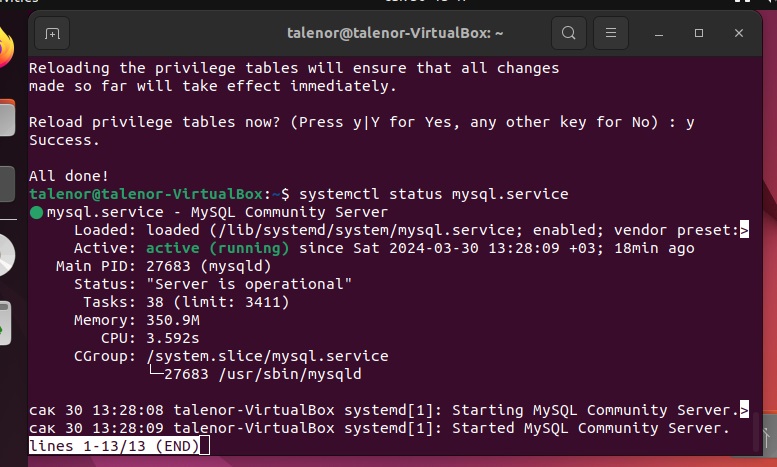 talenor@talenor-VirtualBox: ~
Reloading the privilege tables will ensure that all changes
made so far will take effect immediately.
Reload privilege tables now? (Press y|Y for Yes, any other key for No) : y
Success.
All done!
talenor@talenor-VirtualBox:~$ systemctl status mysql.service
● mysql.service - MySQL Community Server
Loaded: loaded (/lib/systemd/system/mysql.service; enabled; vendor preset:>
Active: active (running) since Sat 2024-03-30 13:28:09 +03; 18min ago
Main PID: 27683 (mysqld)
Status: "Server is operational"
Tasks: 38 (limit: 3411)
Memory: 350.9M
CPU: 3.592s
CGroup: /system.slice/mysql.service
└─27683 /usr/sbin/mysqld
сак 30 13:28:08 talenor-VirtualBox systemd[1]: Starting MySQL Community Server.>
сак 30 13:28:09 talenor-VirtualBox systemd[1]: Started MySQL Community Server.
lines 1-13/13 (END)